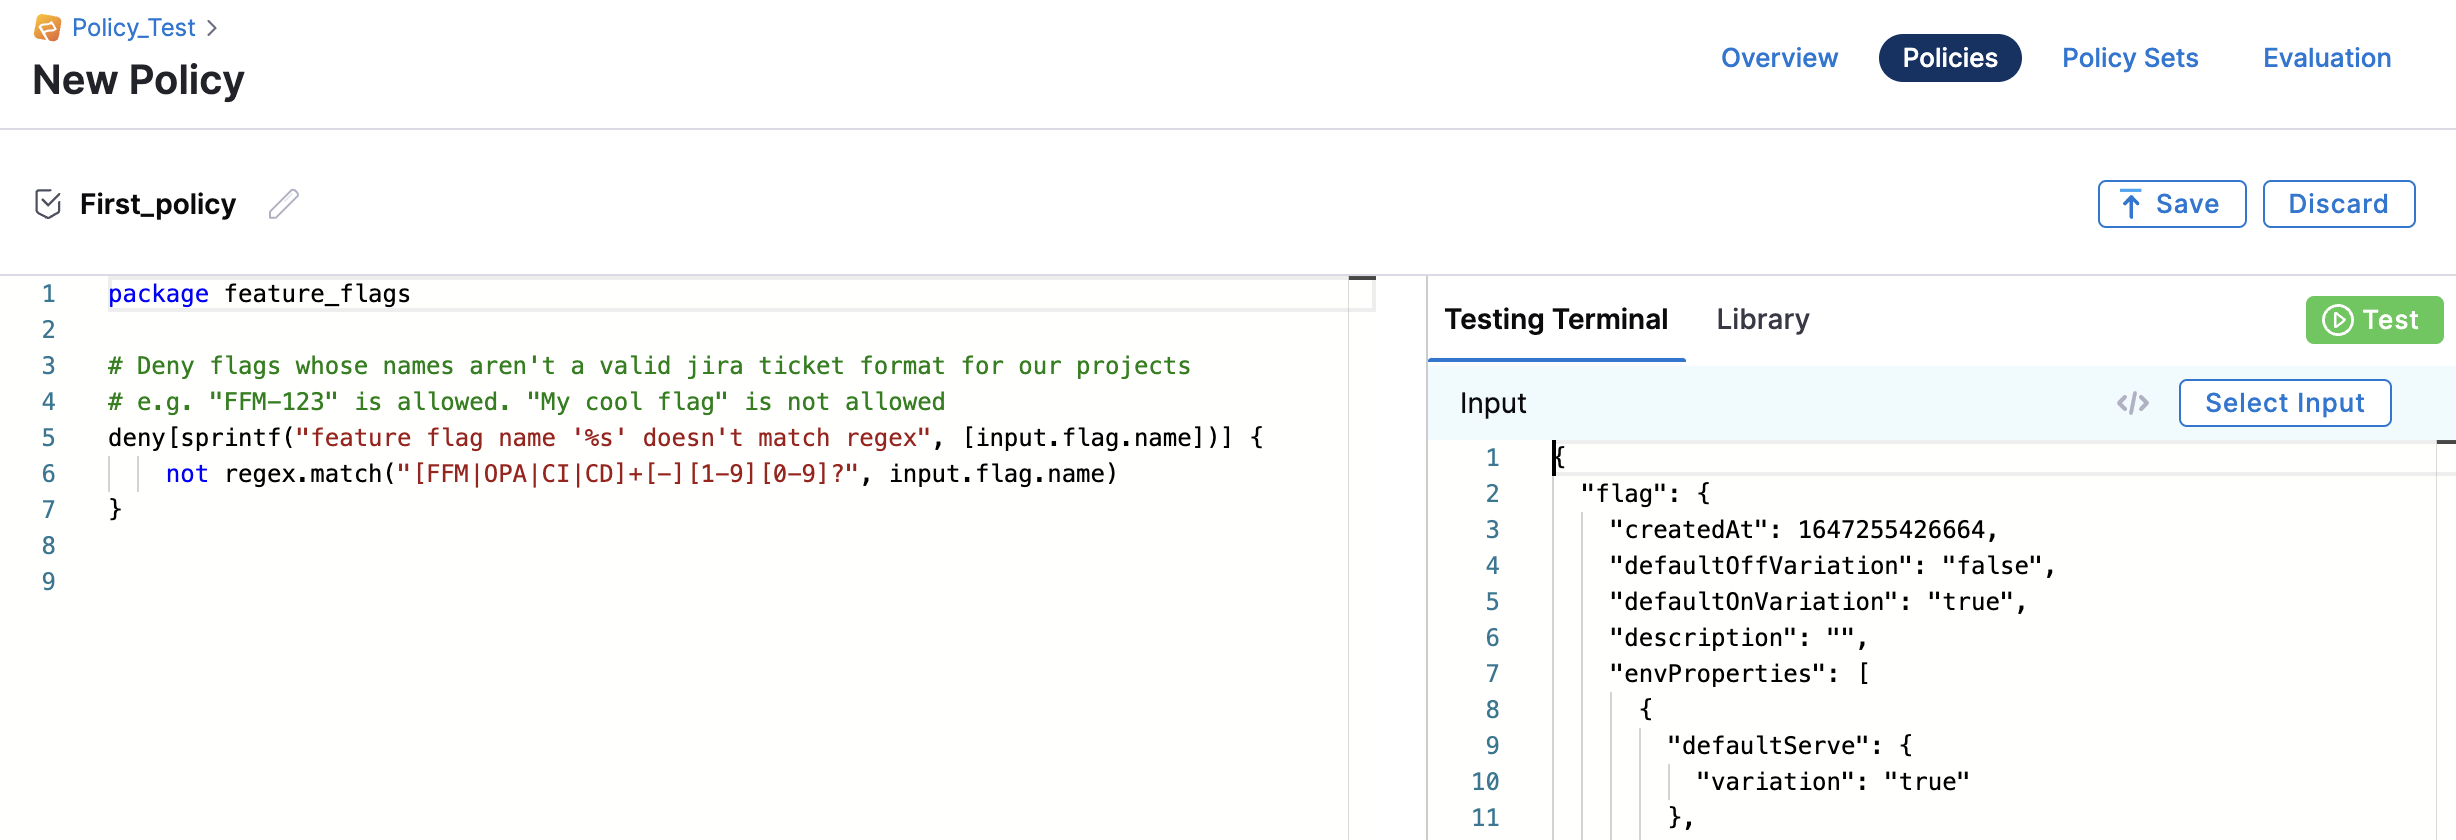 Policy_Test >
New Policy
Overview Policies Policy Sets Evaluation
First_policy
Save Discard
1 package feature_flags
2
3 # Deny flags whose names aren't a valid jira ticket format for our projects
4 # e.g. "FFM-123" is allowed. "My cool flag" is not allowed
5 deny[sprintf("feature flag name '%s' doesn't match regex", [input.flag.name])] {
6 not regex.match("[FFM|OPA|CI|CD]+[-][1-9][0-9]?", input.flag.name)
7 }
8
9
Testing Terminal Library Test
Input </> Select Input
1 {
2 "flag": {
3 "createdAt": 1647255426664,
4 "defaultOffVariation": "false",
5 "defaultOnVariation": "true",
6 "description": "",
7 "envProperties": [
8 {
9 "defaultServe": {
10 "variation": "true"
11 },